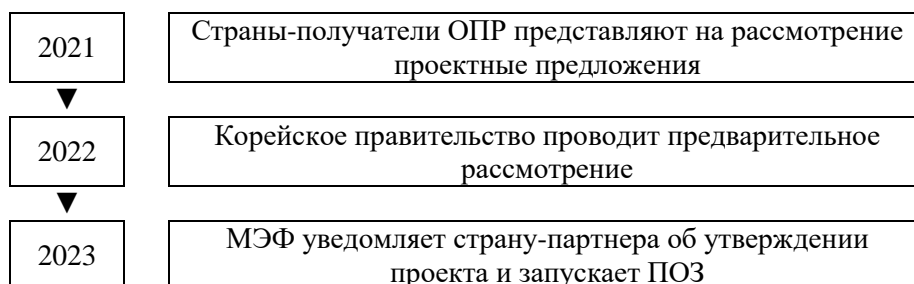 2021
Страны-получатели ОПР представляют на рассмотрение
проектные предложения
2022
Корейское правительство проводит предварительное
рассмотрение
2023
МЭФ уведомляет страну-партнера об утверждении
проекта и запускает ПОЗ